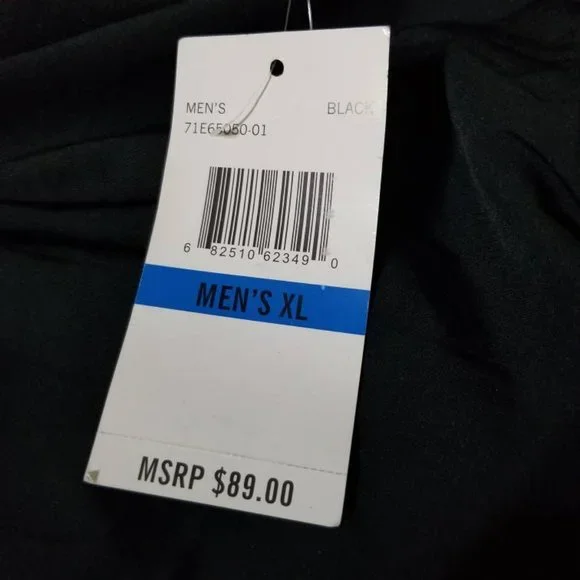 MEN'S BLACK
71E65050-01
6 82510 62349 0
MEN'S XL
MSRP $89.00